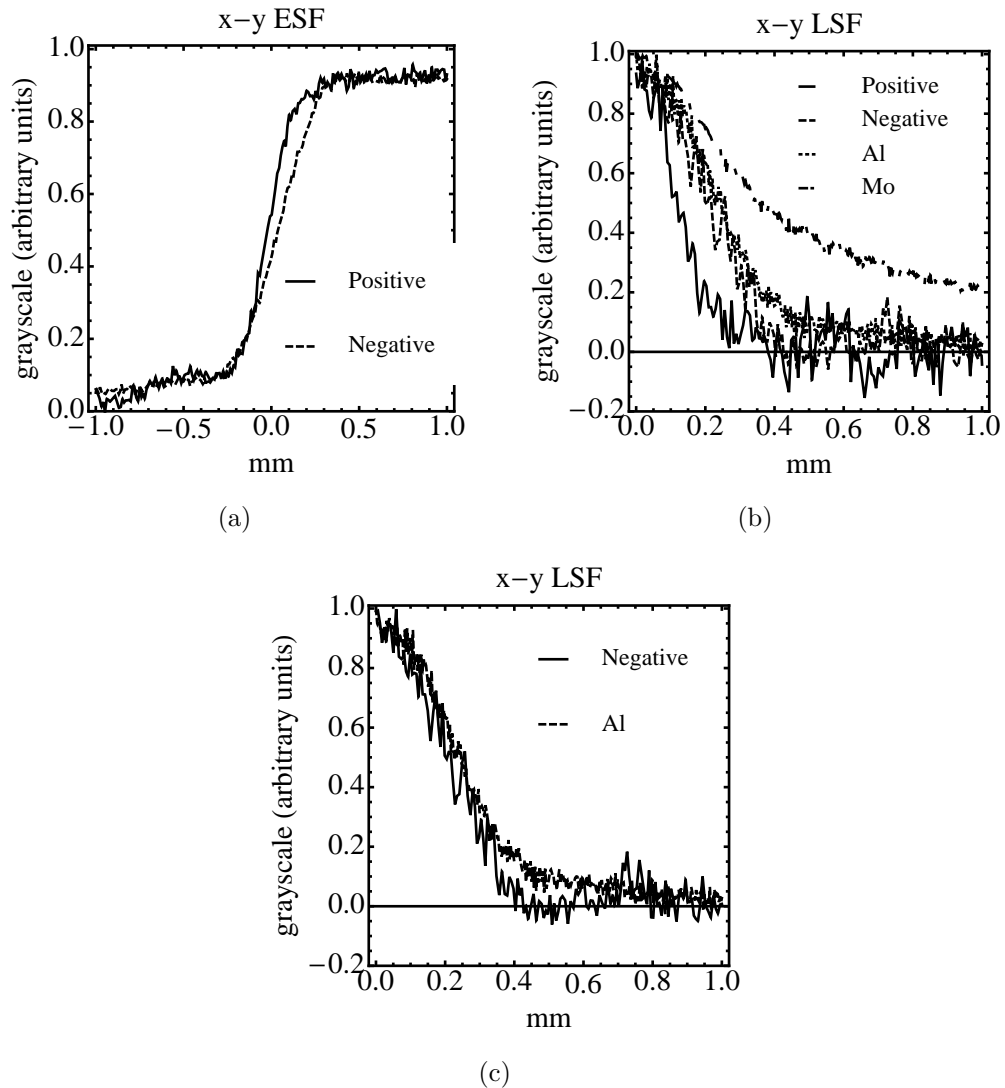 x−y ESF
grayscale (arbitrary units)
1.0
0.8
0.6
0.4
0.2
0.0
Positive
Negative
−1.0 −0.5 0.0 0.5 1.0
mm
(a)
x−y LSF
grayscale (arbitrary units)
1.0
0.8
0.6
0.4
0.2
0.0
−0.2
Positive
Negative
Al
Mo
0.0 0.2 0.4 0.6 0.8 1.0
mm
(b)
x−y LSF
grayscale (arbitrary units)
1.0
0.8
0.6
0.4
0.2
0.0
−0.2
Negative
Al
0.0 0.2 0.4 0.6 0.8 1.0
mm
(c)